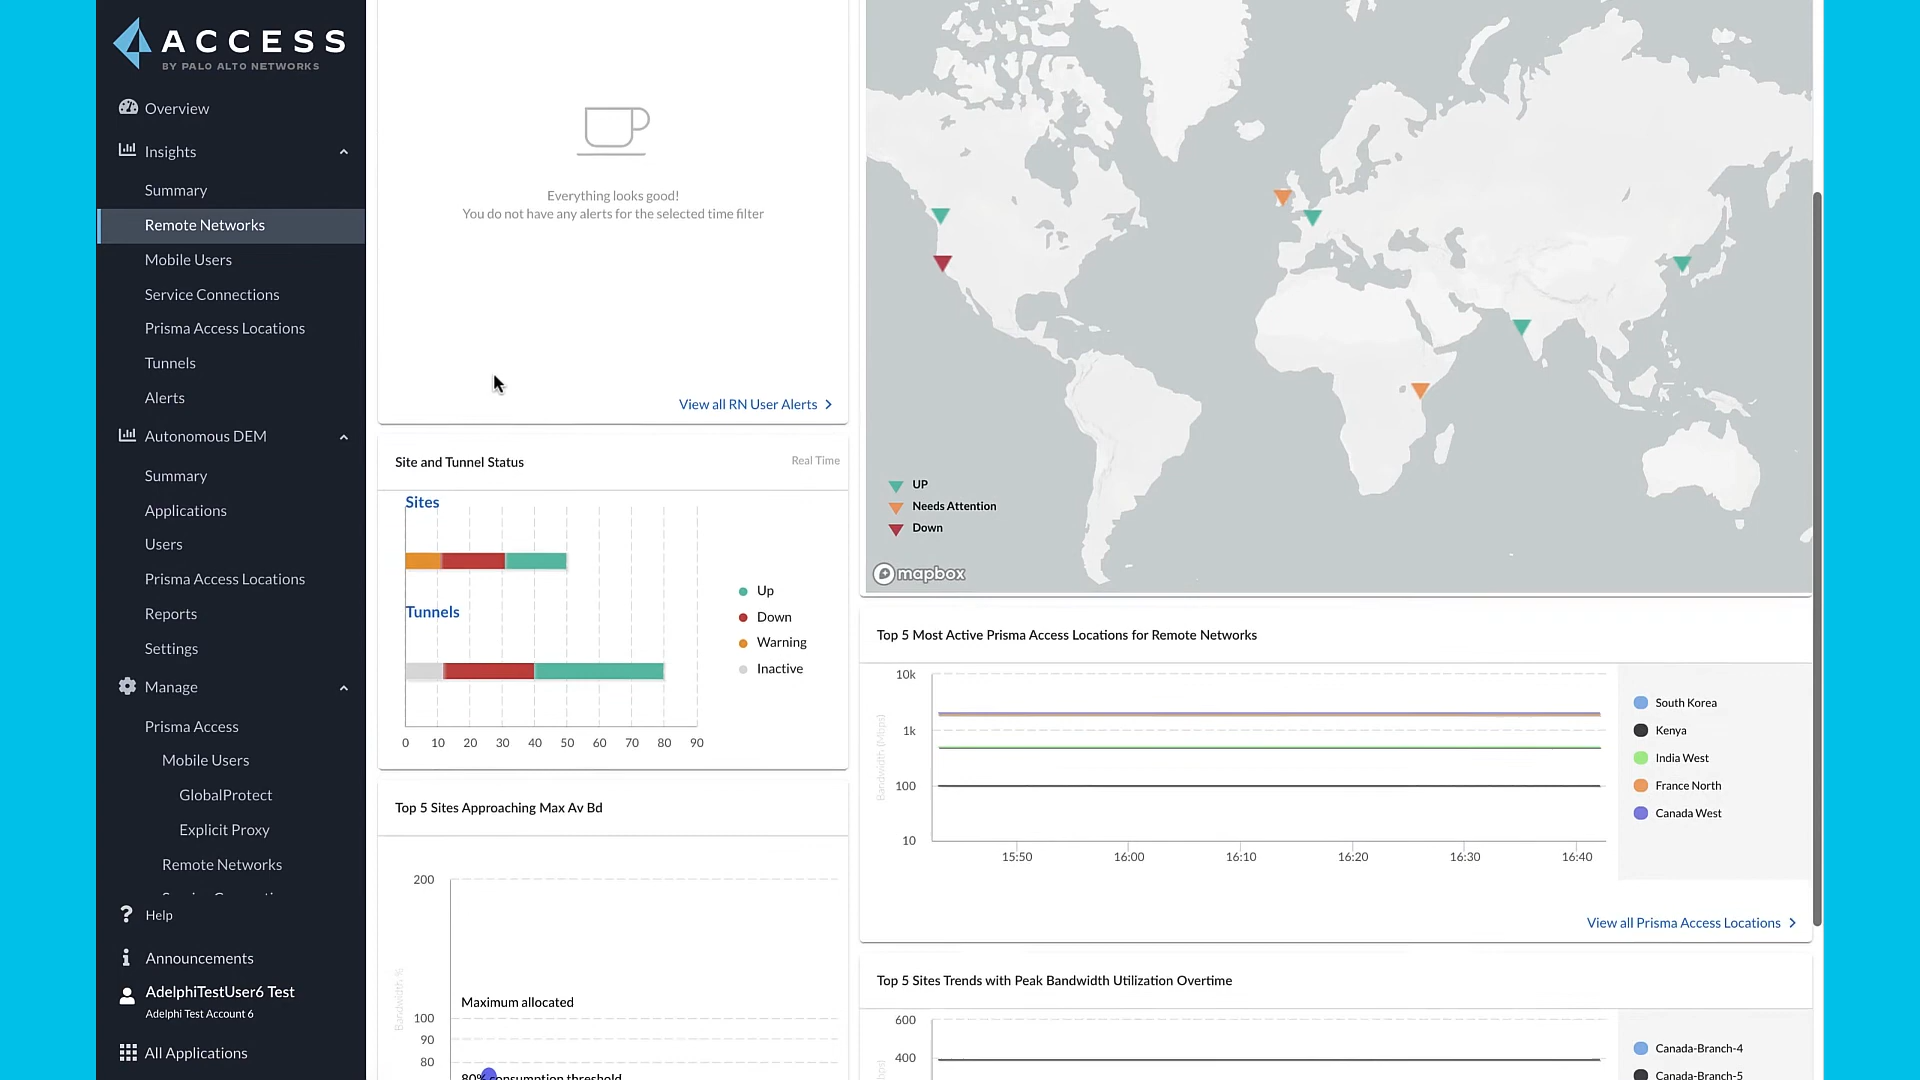 ACCESS
BY PALO ALTO NETWORKS
Overview
Insights
Summary
Remote Networks
Mobile Users
Service Connections
Prisma Access Locations
Tunnels
Alerts
Autonomous DEM
Summary
Applications
Users
Prisma Access Locations
Reports
Settings
Manage
Prisma Access
Mobile Users
GlobalProtect
Explicit Proxy
Remote Networks
Help
Announcements
AdelphiTestUser6 Test
Adelphi Test Account 6
All Applications
Everything looks good!
You do not have any alerts for the selected time filter
View all RN User Alerts
Site and Tunnel Status
Real Time
Sites
Tunnels
0 10 20 30 40 50 60 70 80 90
Up
Down
Warning
Inactive
Top 5 Sites Approaching Max Av Bd
Bandwidth %
200
Maximum allocated
100
90
80
80% consumption threshold
UP
Needs Attention
Down
mapbox
Top 5 Most Active Prisma Access Locations for Remote Networks
Bandwidth (Mbps)
10k
1k
100
10
15:50 16:00 16:10 16:20 16:30 16:40
South Korea
Kenya
India West
France North
Canada West
View all Prisma Access Locations
Top 5 Sites Trends with Peak Bandwidth Utilization Overtime
600
400
Canada-Branch-4
Canada-Branch-5